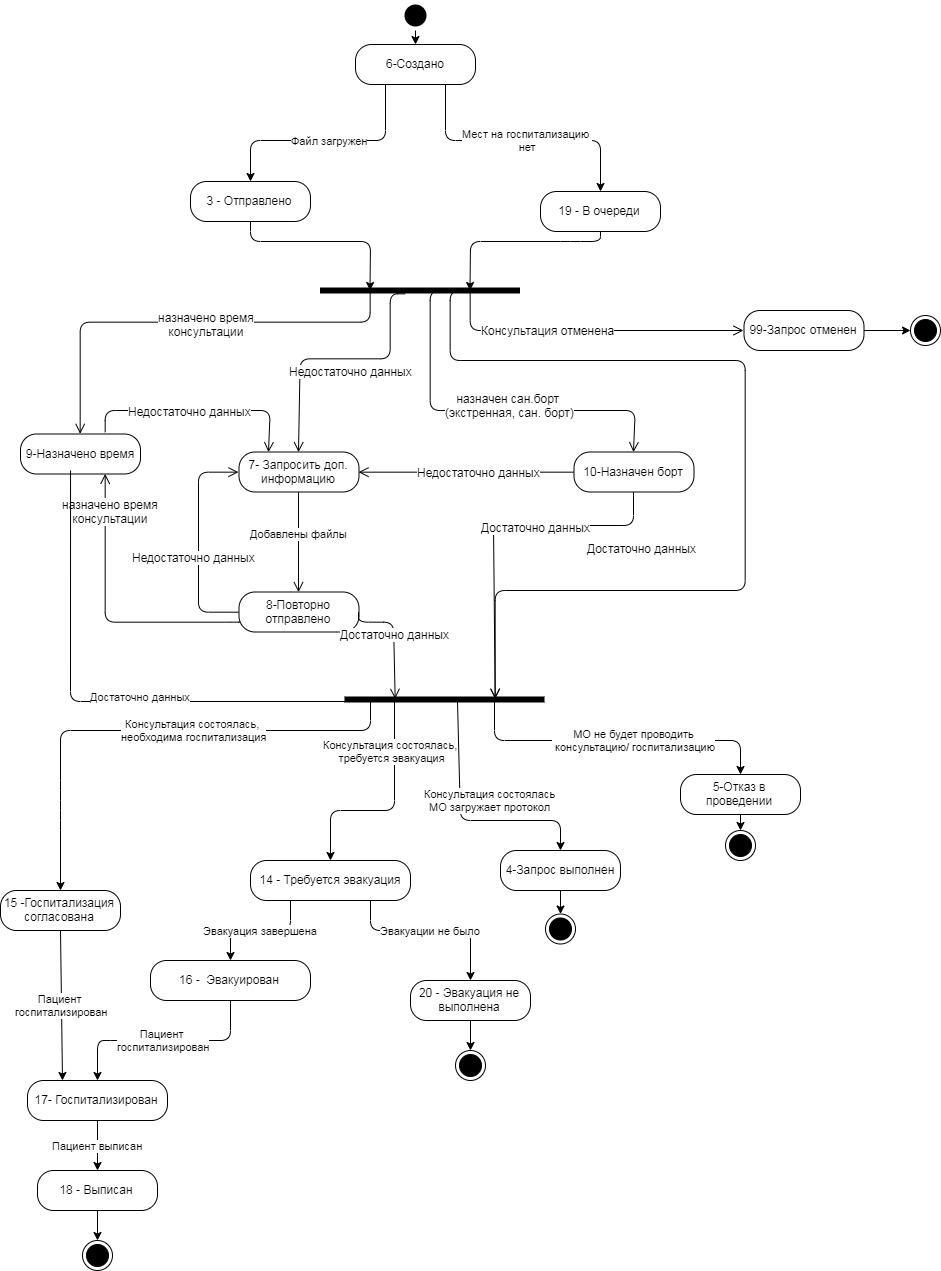 6-Создано
Файл загружен
Мест на госпитализацию
нет
3 - Отправлено
19 - В очереди
назначено время
консультации
Консультация отменена
99-Запрос отменен
Недостаточно данных
назначен сан.борт
(экстренная, сан. борт)
Недостаточно данных
9-Назначено время
7- Запросить доп.
информацию
Недостаточно данных
10-Назначен борт
назначено время
консультации
Добавлены файлы
Достаточно данных
Достаточно данных
Недостаточно данных
8-Повторно
отправлено
Достаточно данных
Достаточно данных
Консультация состоялась,
необходима госпитализация
Консультация состоялась,
требуется эвакуация
МО не будет проводить
консультацию/ госпитализацию
Консультация состоялась
МО загружает протокол
5-Отказ в
проведении
14 - Требуется эвакуация
4-Запрос выполнен
15 -Госпитализация
согласована
Эвакуация завершена
Эвакуации не было
16 - Эвакуирован
20 - Эвакуация не
выполнена
Пациент
госпитализирован
Пациент
госпитализирован
17- Госпитализирован
Пациент выписан
18 - Выписан